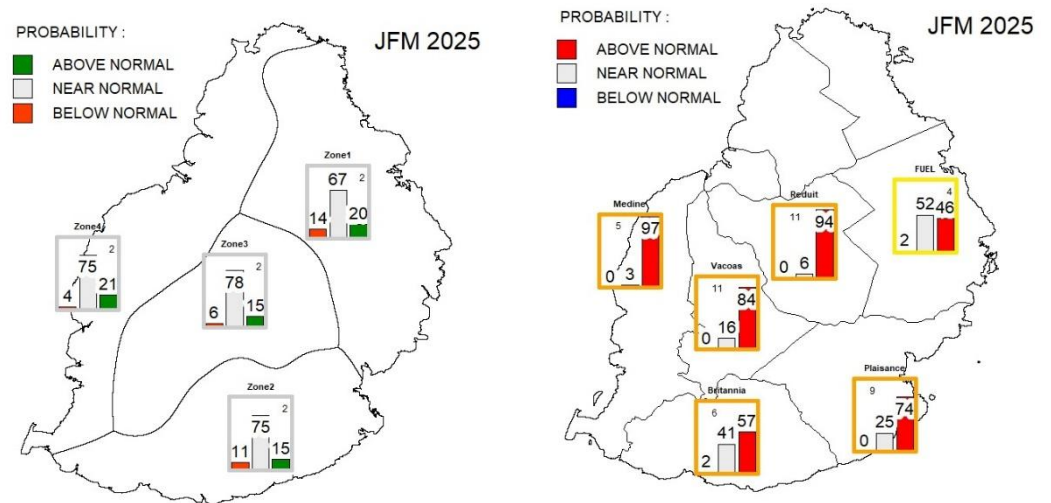 PROBABILITY :
JFM 2025
ABOVE NORMAL
NEAR NORMAL
BELOW NORMAL
Zone1
2
67
14
20
Zone4
2
75
4
21
Zone3
2
78
6
15
Zone2
2
75
11
15
PROBABILITY :
JFM 2025
ABOVE NORMAL
NEAR NORMAL
BELOW NORMAL
FUEL
4
52
46
2
Reduit
11
94
0
6
Medine
5
97
0
3
Vacoas
11
84
0
16
Plaisance
9
74
0
25
Britannia
6
57
41
2